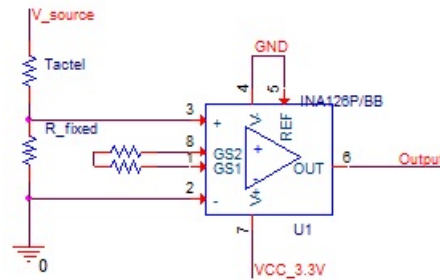 V_source
Tactel
R_fixed
0
GND
4
5
INA126P/BB
3
+
V-
REF
8
GS2
+
1
GS1
-
OUT
6
Output
2
-
V+
7
U1
VCC_3.3V